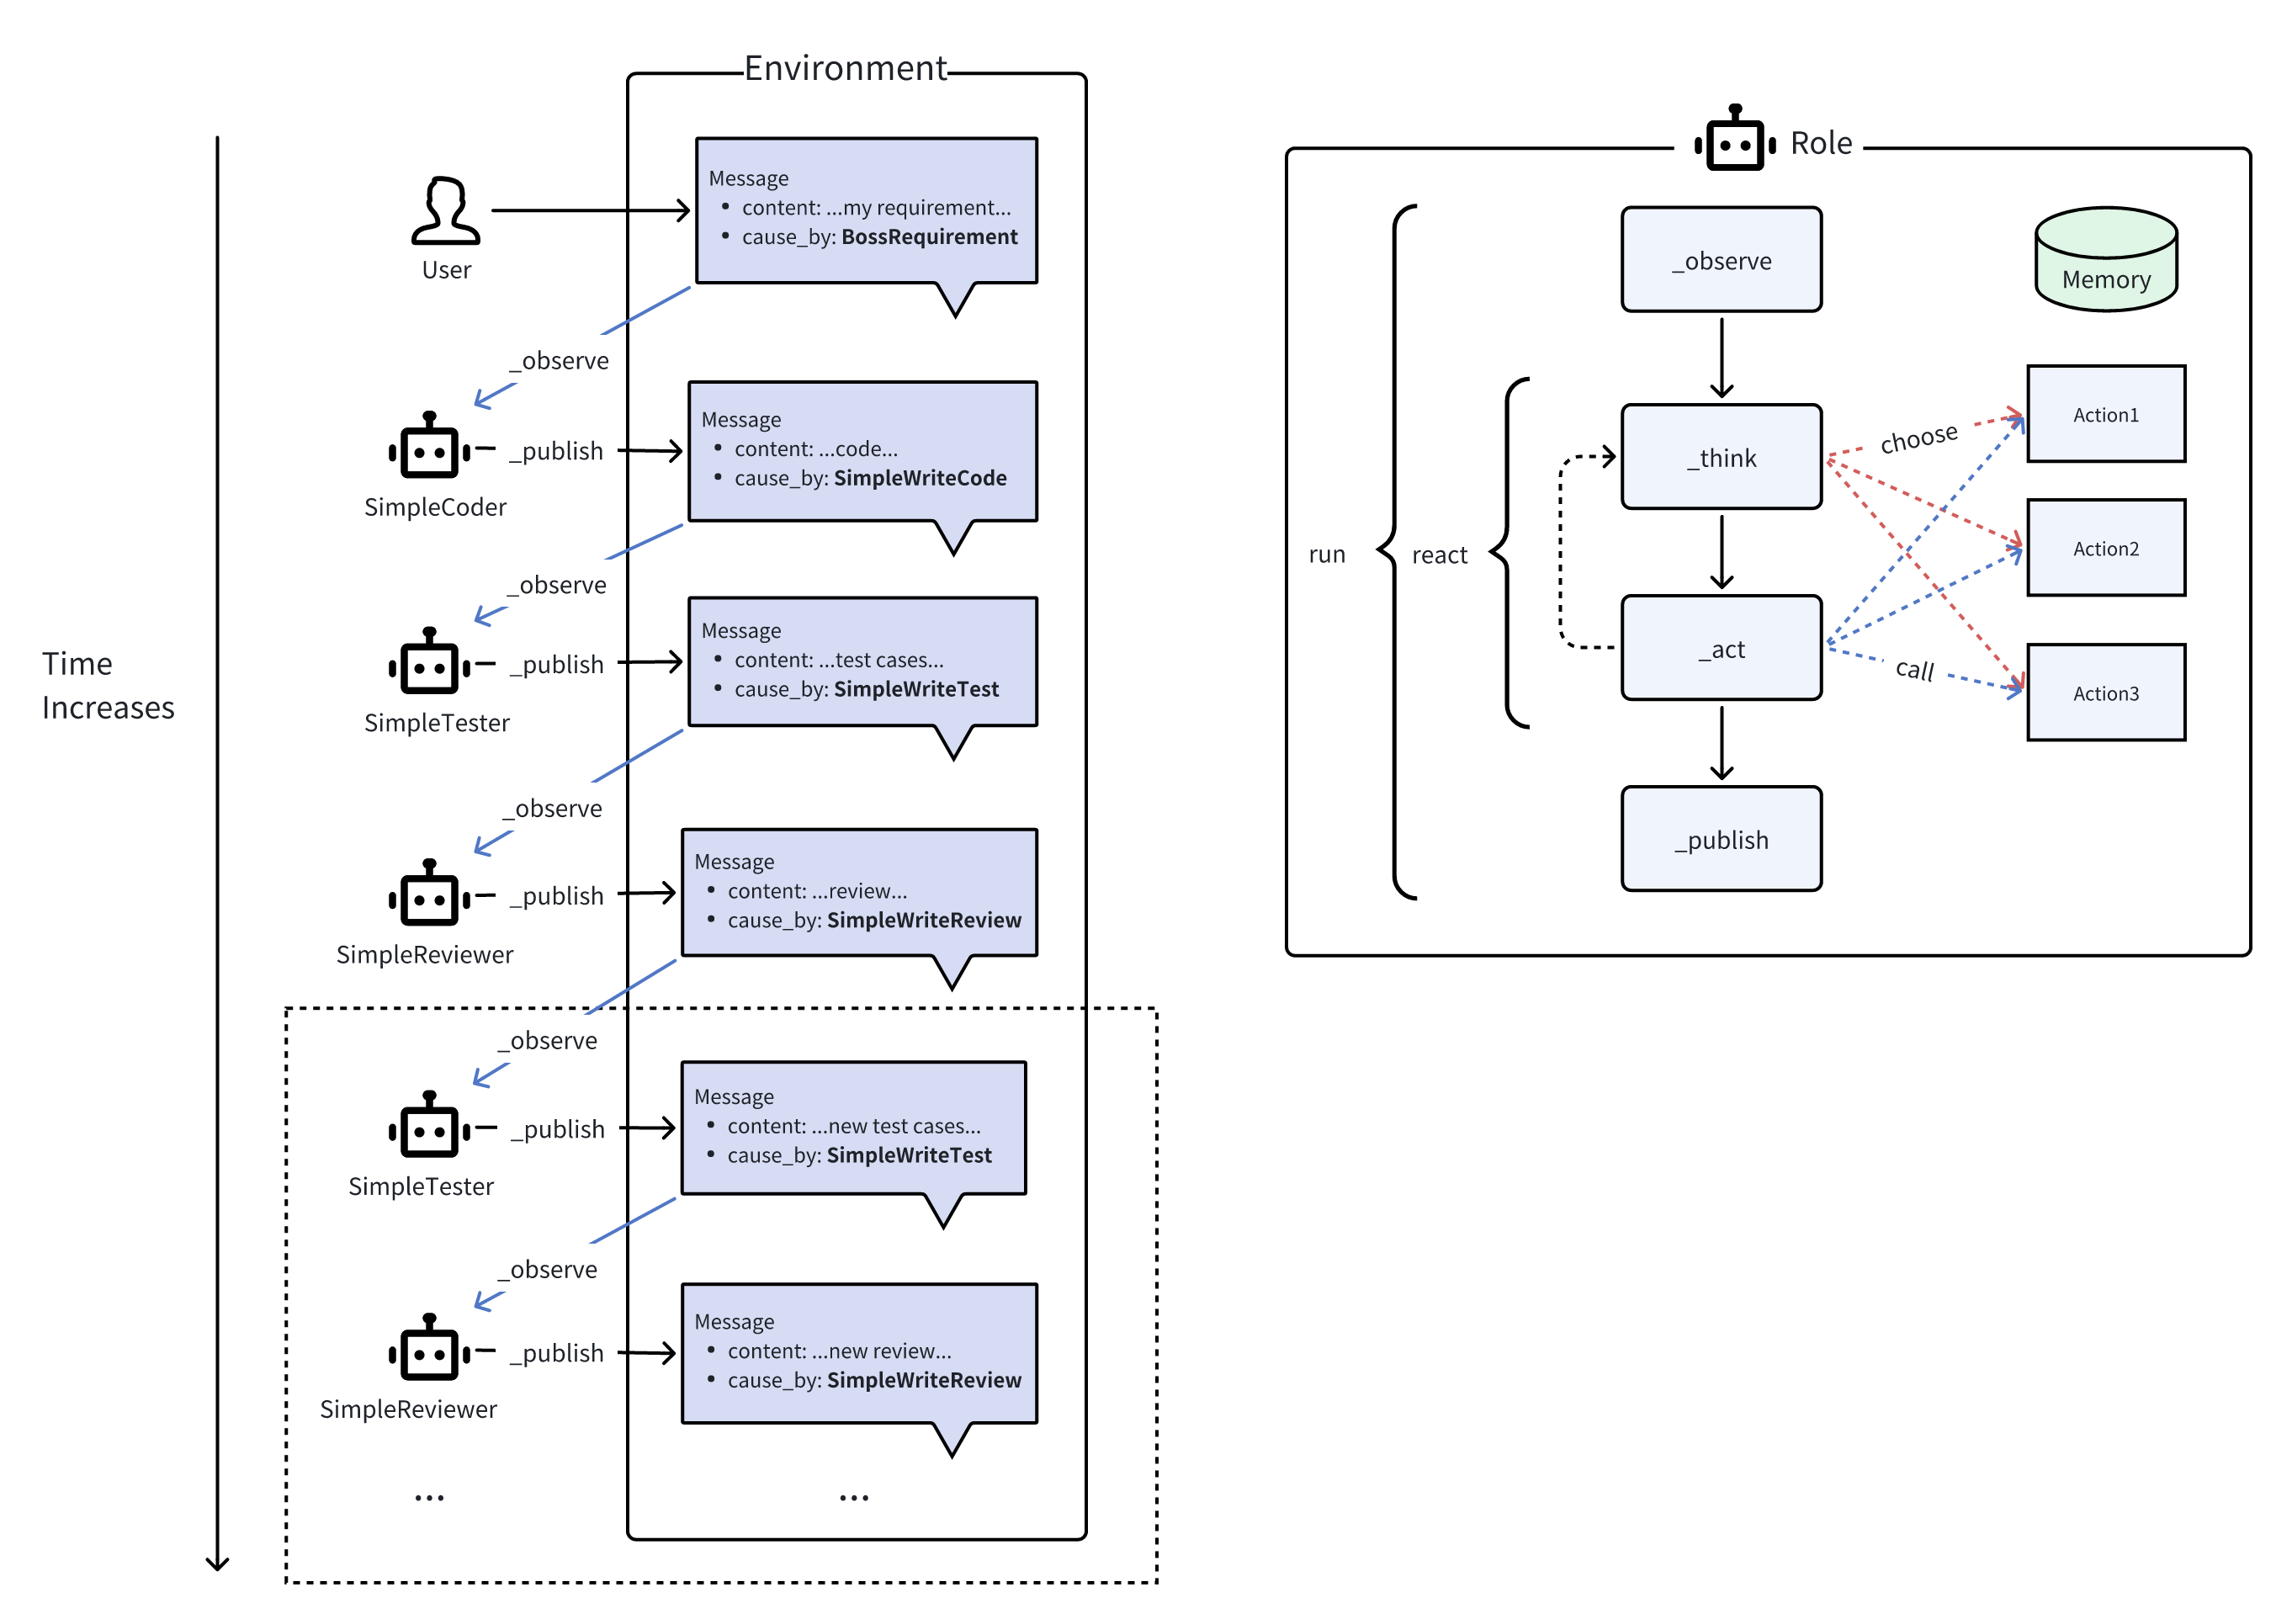 Environment
Message
• content: ...my requirement...
• cause_by: BossRequirement
User
_observe
Message
• content: ...code...
• cause_by: SimpleWriteCode
_publish
SimpleCoder
_observe
Message
• content: ...test cases...
• cause_by: SimpleWriteTest
_publish
SimpleTester
Time
Increases
_observe
Message
• content: ...review...
• cause_by: SimpleWriteReview
_publish
SimpleReviewer
_observe
Message
• content: ...new test cases...
• cause_by: SimpleWriteTest
_publish
SimpleTester
_observe
Message
• content: ...new review...
• cause_by: SimpleWriteReview
_publish
SimpleReviewer
...
...
Role
_observe
Memory
_think
choose
Action1
run
react
Action2
_act
call
Action3
_publish